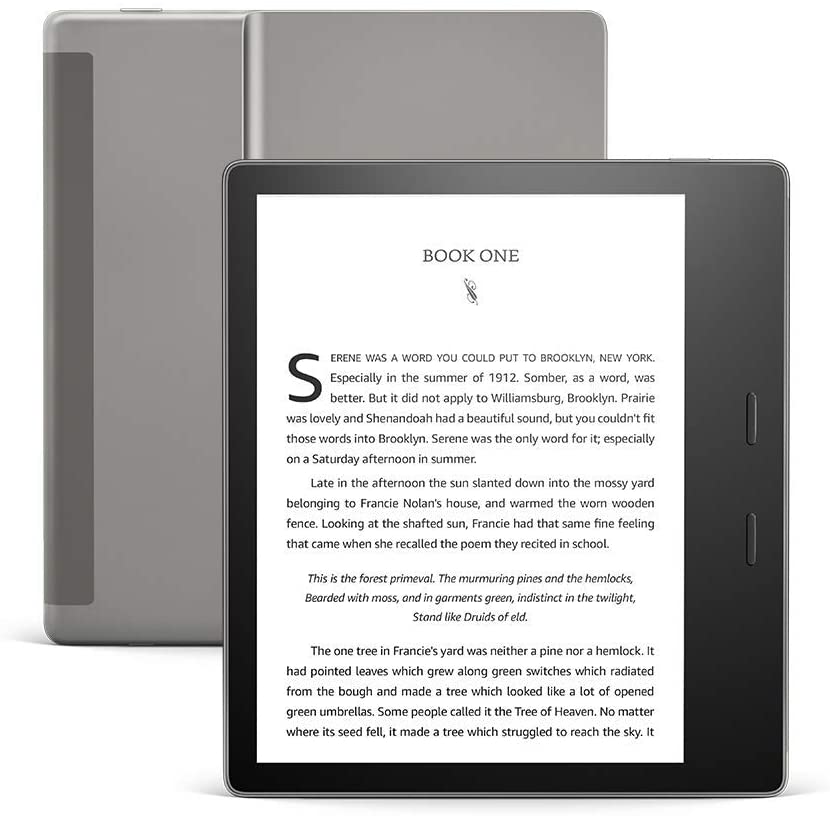 BOOK ONE
SERENE WAS A WORD YOU COULD PUT TO BROOKLYN, NEW YORK.
Especially in the summer of 1912. Somber, as a word, was
better. But it did not apply to Williamsburg, Brooklyn. Prairie
was lovely and Shenandoah had a beautiful sound, but you couldn't fit
those words into Brooklyn. Serene was the only word for it; especially
on a Saturday afternoon in summer.
Late in the afternoon the sun slanted down into the mossy yard
belonging to Francie Nolan's house, and warmed the worn wooden
fence. Looking at the shafted sun, Francie had that same fine feeling
that came when she recalled the poem they recited in school.
This is the forest primeval. The murmuring pines and the hemlocks,
Bearded with moss, and in garments green, indistinct in the twilight,
Stand like Druids of eld.
The one tree in Francie's yard was neither a pine nor a hemlock. It
had pointed leaves which grew along green switches which radiated
from the bough and made a tree which looked like a lot of opened
green umbrellas. Some people called it the Tree of Heaven. No matter
where its seed fell, it made a tree which struggled to reach the sky. It